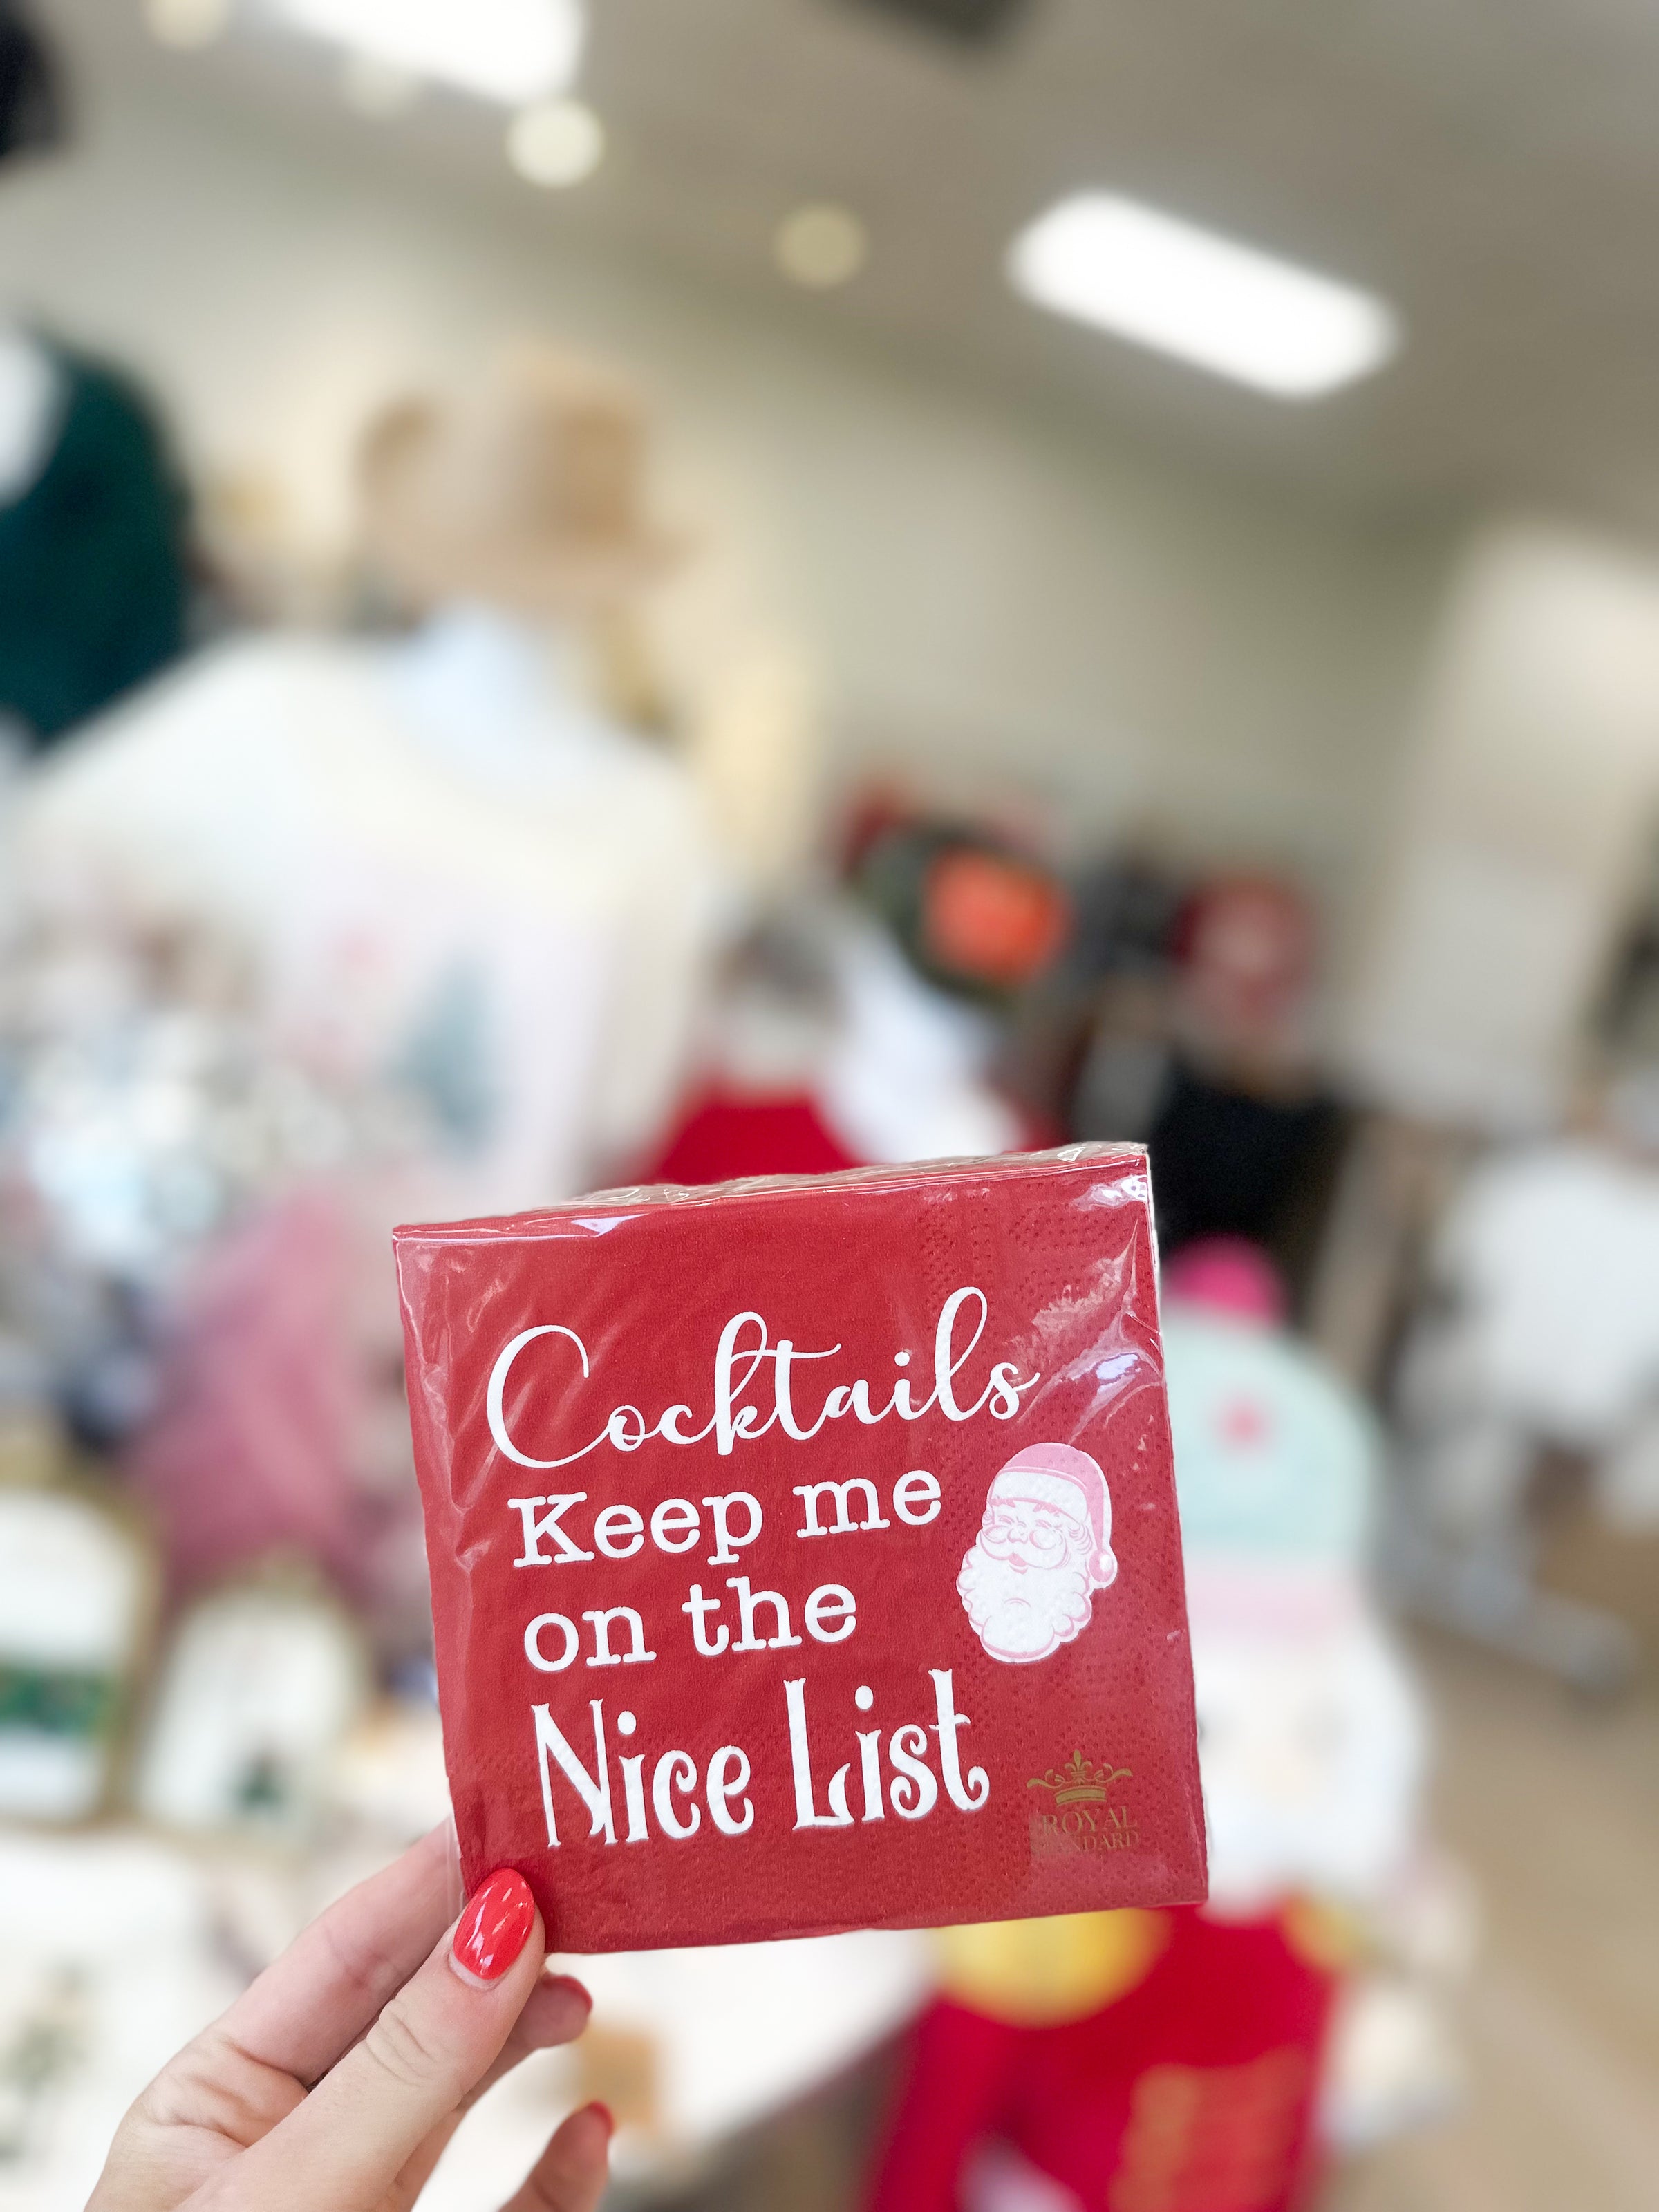 Cocktails
Keep me
on the
Nice List
ROYAL
STANDARD